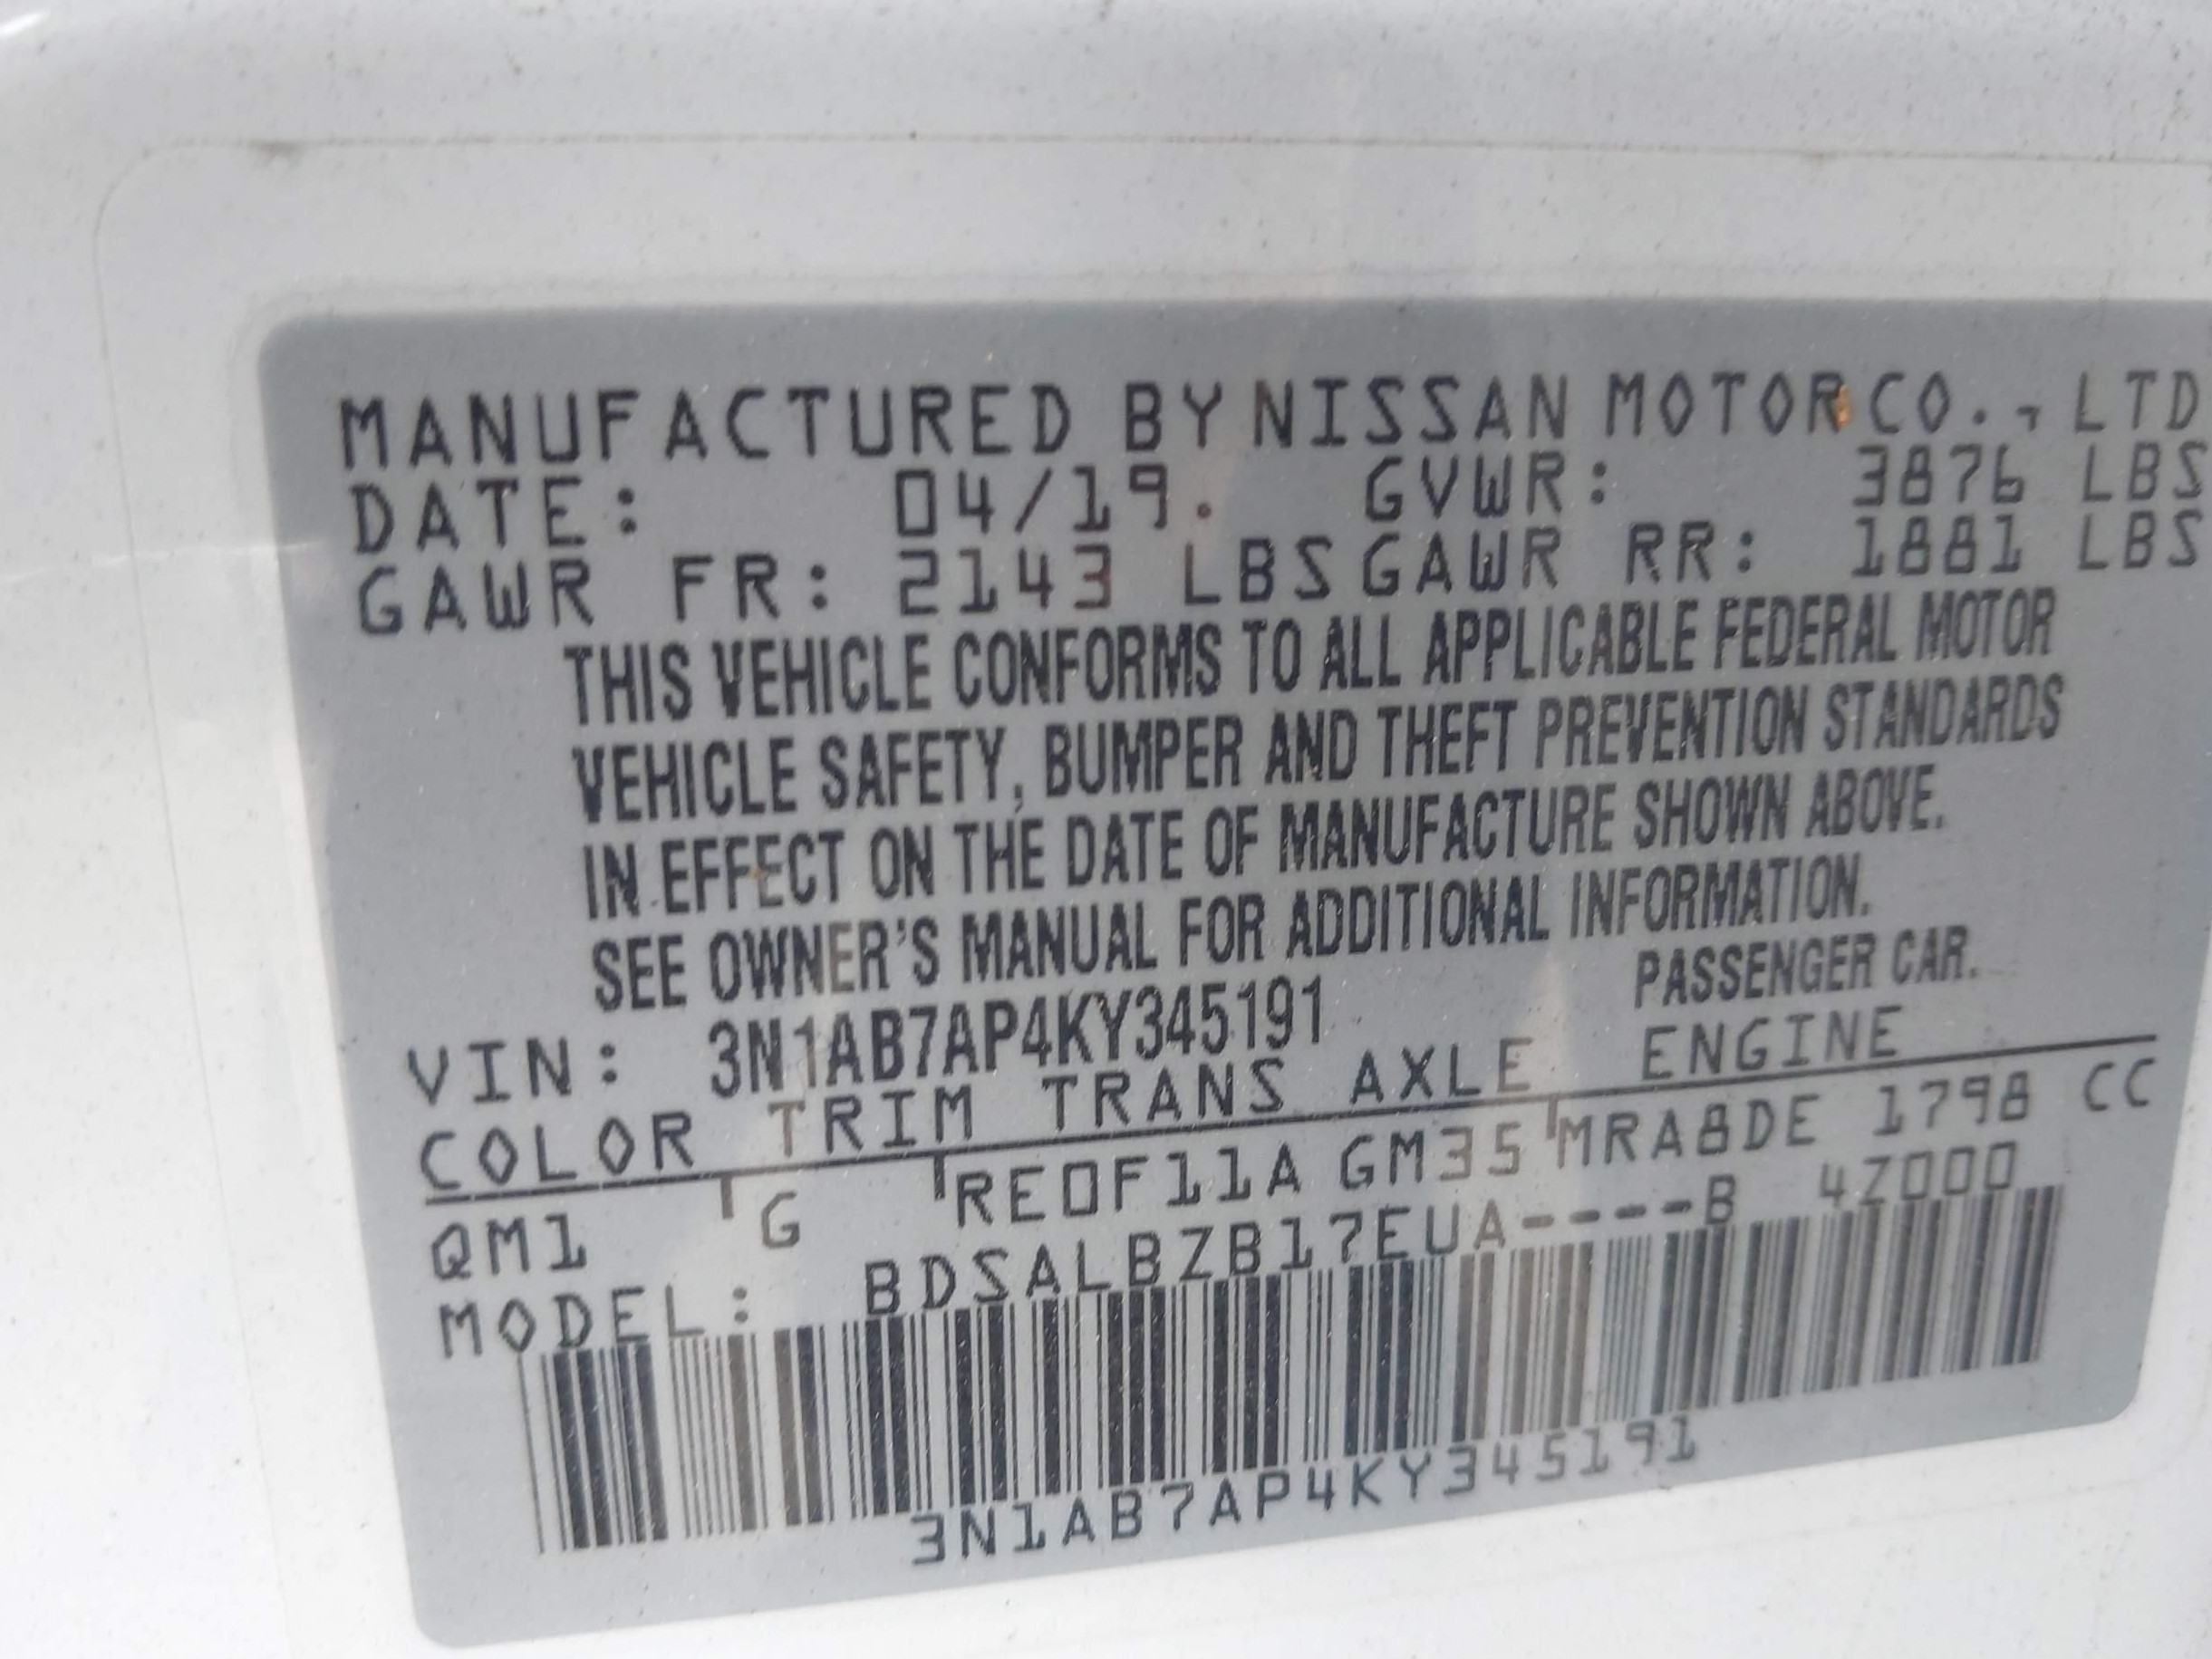 MANUFACTURED BY NISSAN MOTOR CO., LTD
DATE: 04/19. GVWR: 3876 LBS
GAWR FR: 2143 LBS GAWR RR: 1881 LBS
THIS VEHICLE CONFORMS TO ALL APPLICABLE FEDERAL MOTOR
VEHICLE SAFETY, BUMPER AND THEFT PREVENTION STANDARDS
IN EFFECT ON THE DATE OF MANUFACTURE SHOWN ABOVE.
SEE OWNER'S MANUAL FOR ADDITIONAL INFORMATION.
VIN: 3N1AB7AP4KY345191 PASSENGER CAR.
COLOR TRIM TRANS AXLE ENGINE
QM1 G RE0F11A GM35 MRA8DE 1798 CC
MODEL: BDSALBZB17EUA----B 4Z000
3N1AB7AP4KY345191